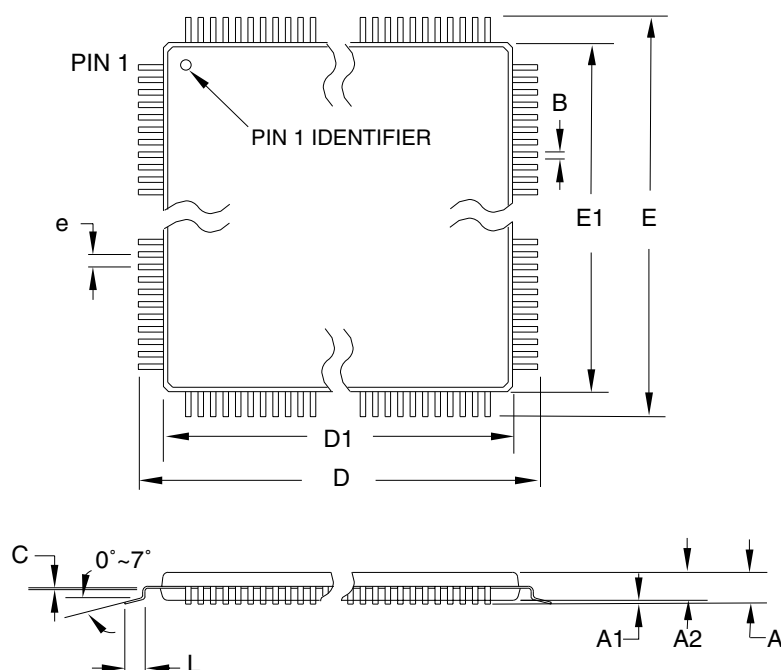 PIN 1
B
PIN 1 IDENTIFIER
e
E1
E
D1
D
C
0°~7°
A1
A2
A
L